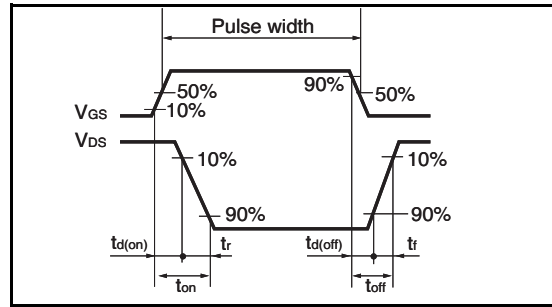 Pulse width
90%
50% 50%
10%
VGS
VDS
10% 10%
90% 90%
td(on) tr td(off) tf
ton toff